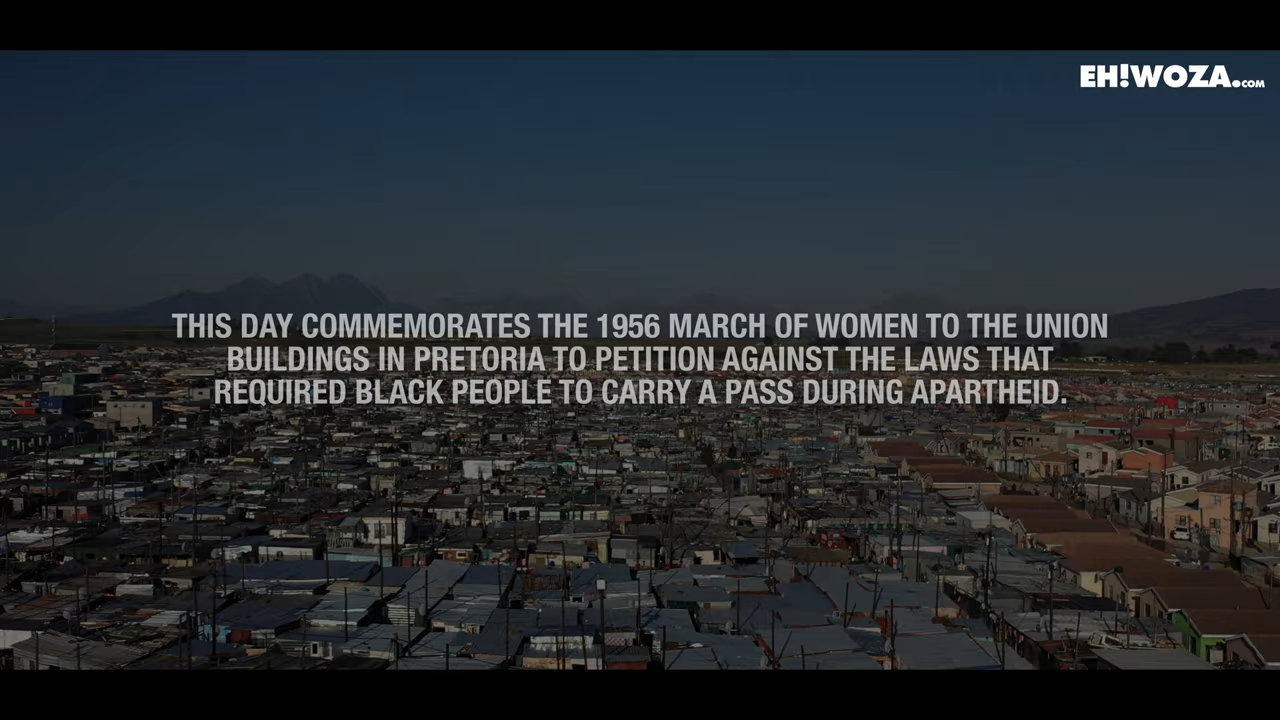 EH!WOZA.COM
THIS DAY COMMEMORATES THE 1956 MARCH OF WOMEN TO THE UNION
BUILDINGS IN PRETORIA TO PETITION AGAINST THE LAWS THAT
REQUIRED BLACK PEOPLE TO CARRY A PASS DURING APARTHEID.